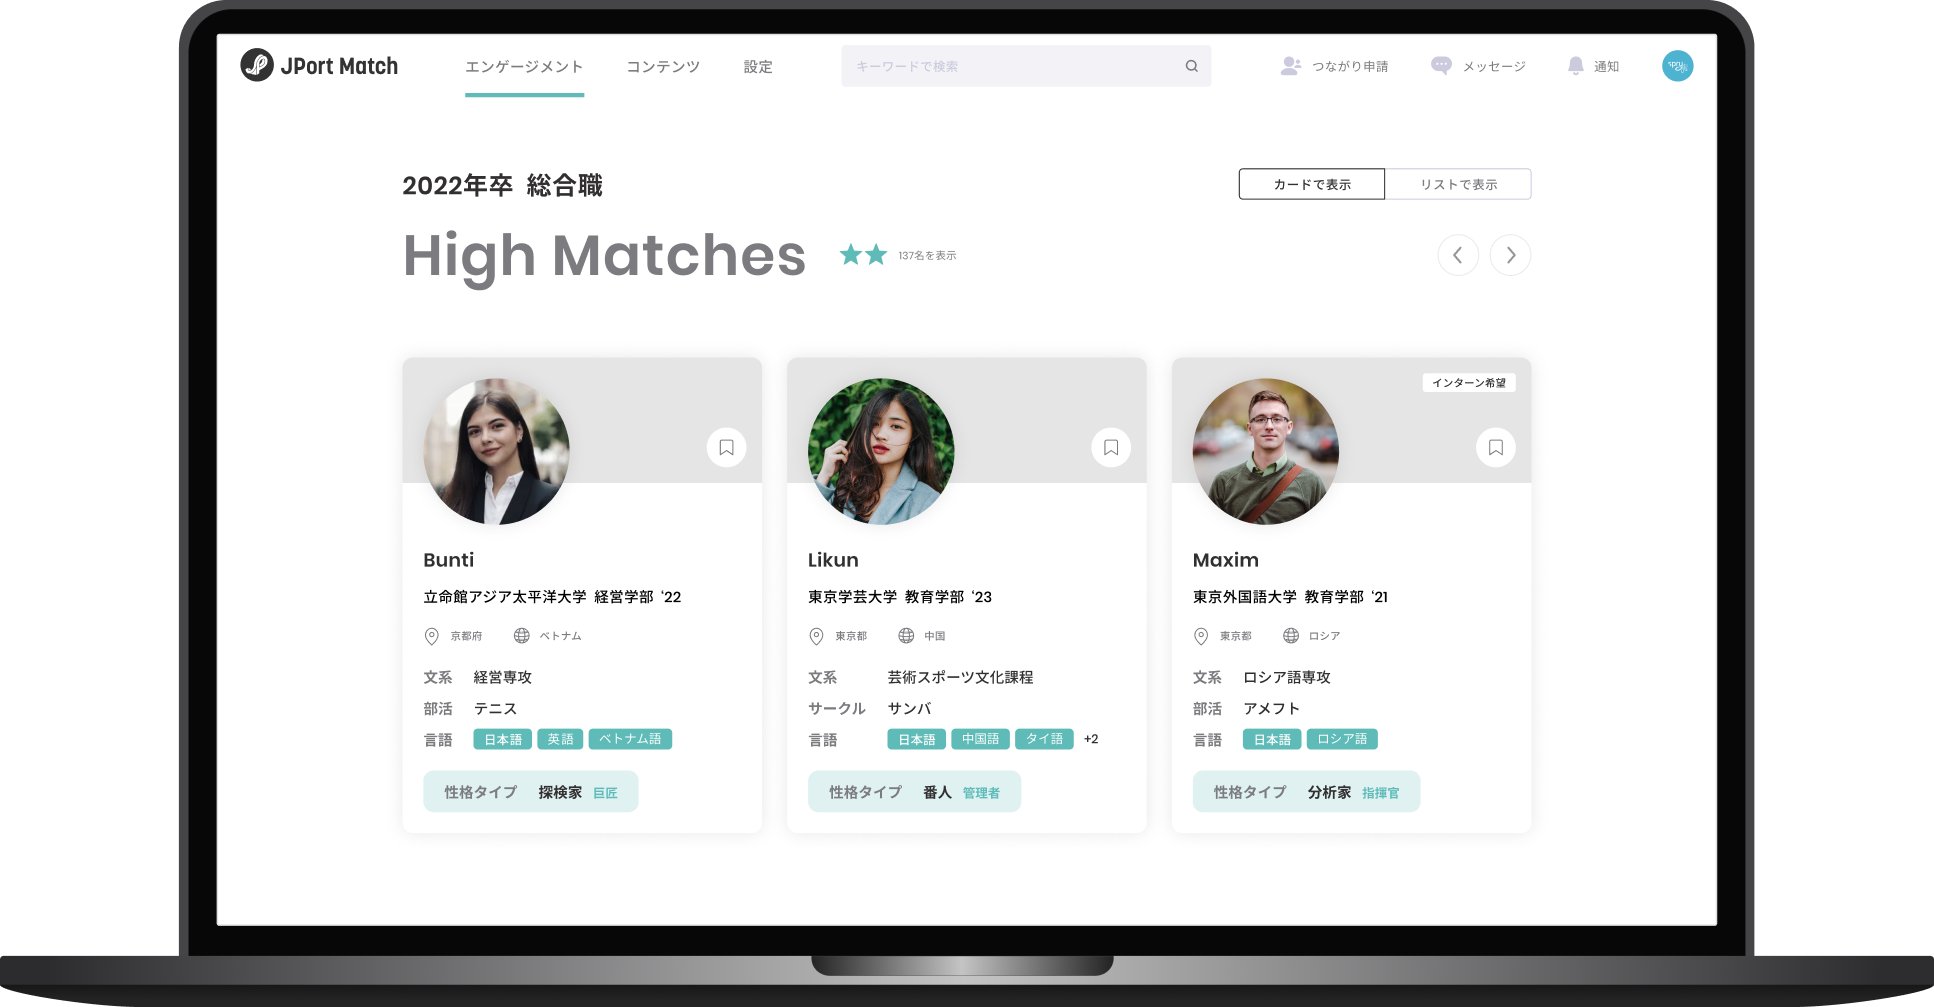 JPort Match
エンゲージメント
コンテンツ
設定
キーワードで検索
つながり申請
メッセージ
通知
2022年卒 総合職
カードで表示
リストで表示
High Matches
137名を表示
Bunti
立命館アジア太平洋大学 経営学部 '22
京都府
ベトナム
文系 経営専攻
部活 テニス
言語 日本語 英語 ベトナム語
性格タイプ 探検家 巨匠
Likun
東京学芸大学 教育学部 '23
東京都
中国
文系 芸術スポーツ文化課程
サークル サンバ
言語 日本語 中国語 タイ語 +2
性格タイプ 番人 管理者
インターン希望
Maxim
東京外国語大学 教育学部 '21
東京都
ロシア
文系 ロシア語専攻
部活 アメフト
言語 日本語 ロシア語
性格タイプ 分析家 指揮官